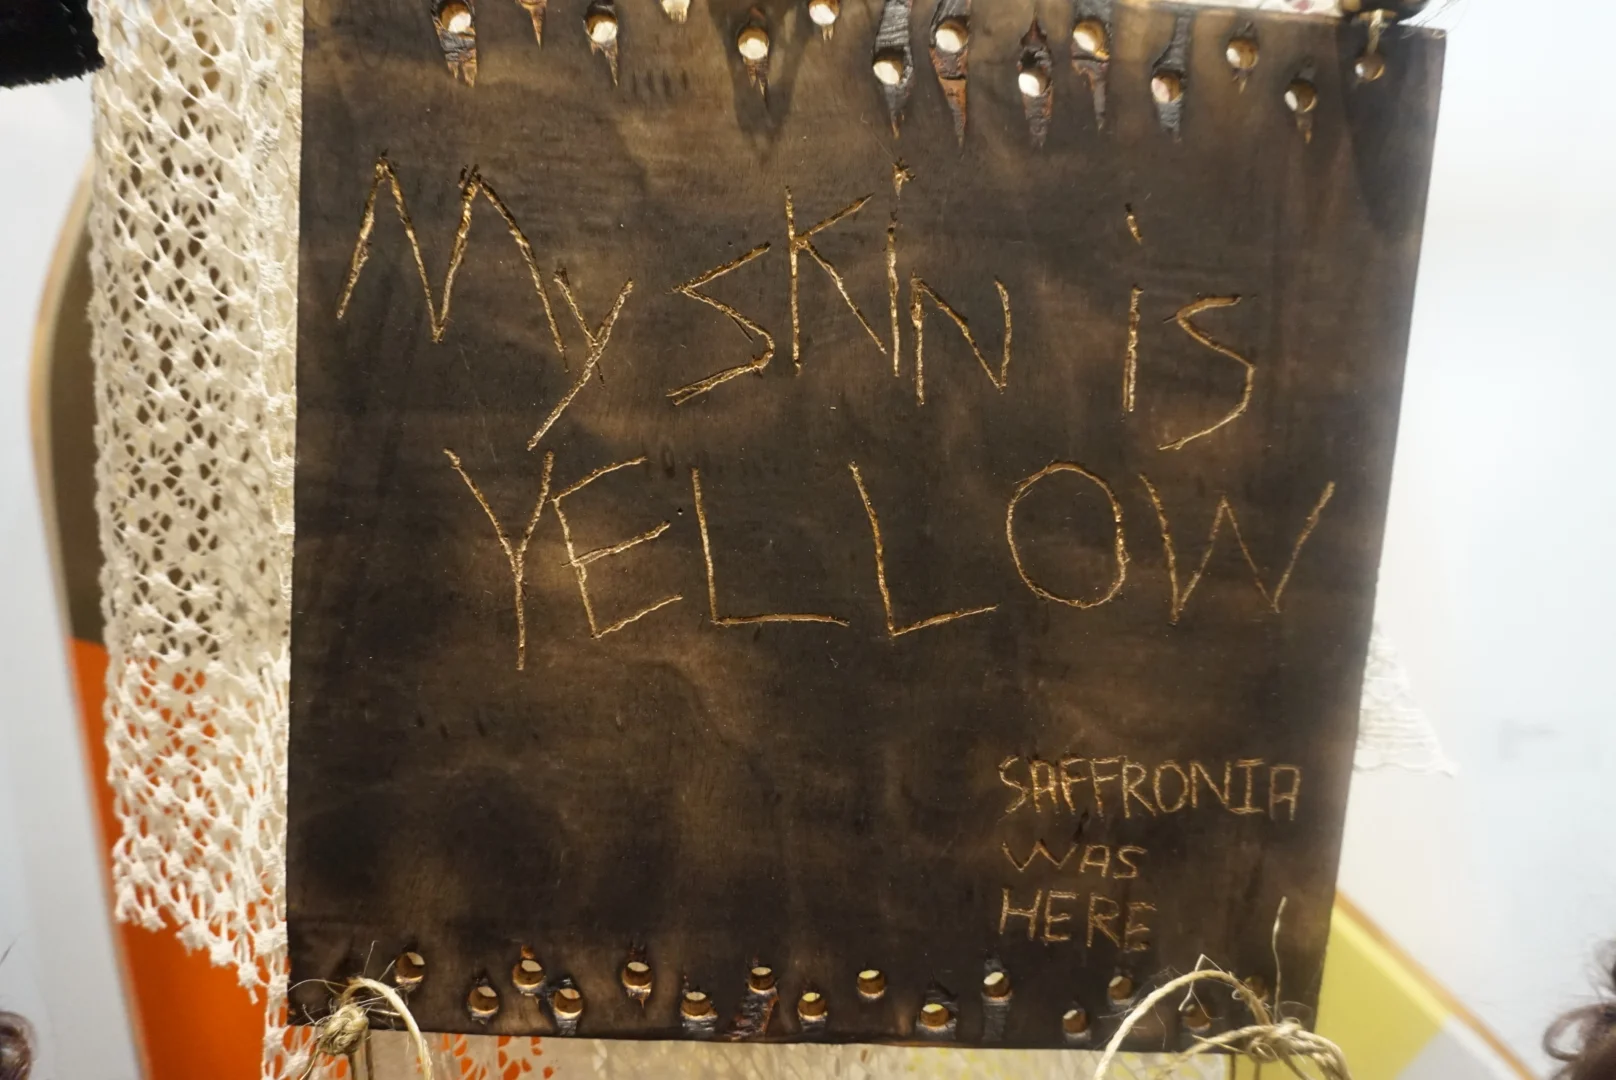 My SKiN iS
YELLOW
SAFFRONIA
WAS
HERE